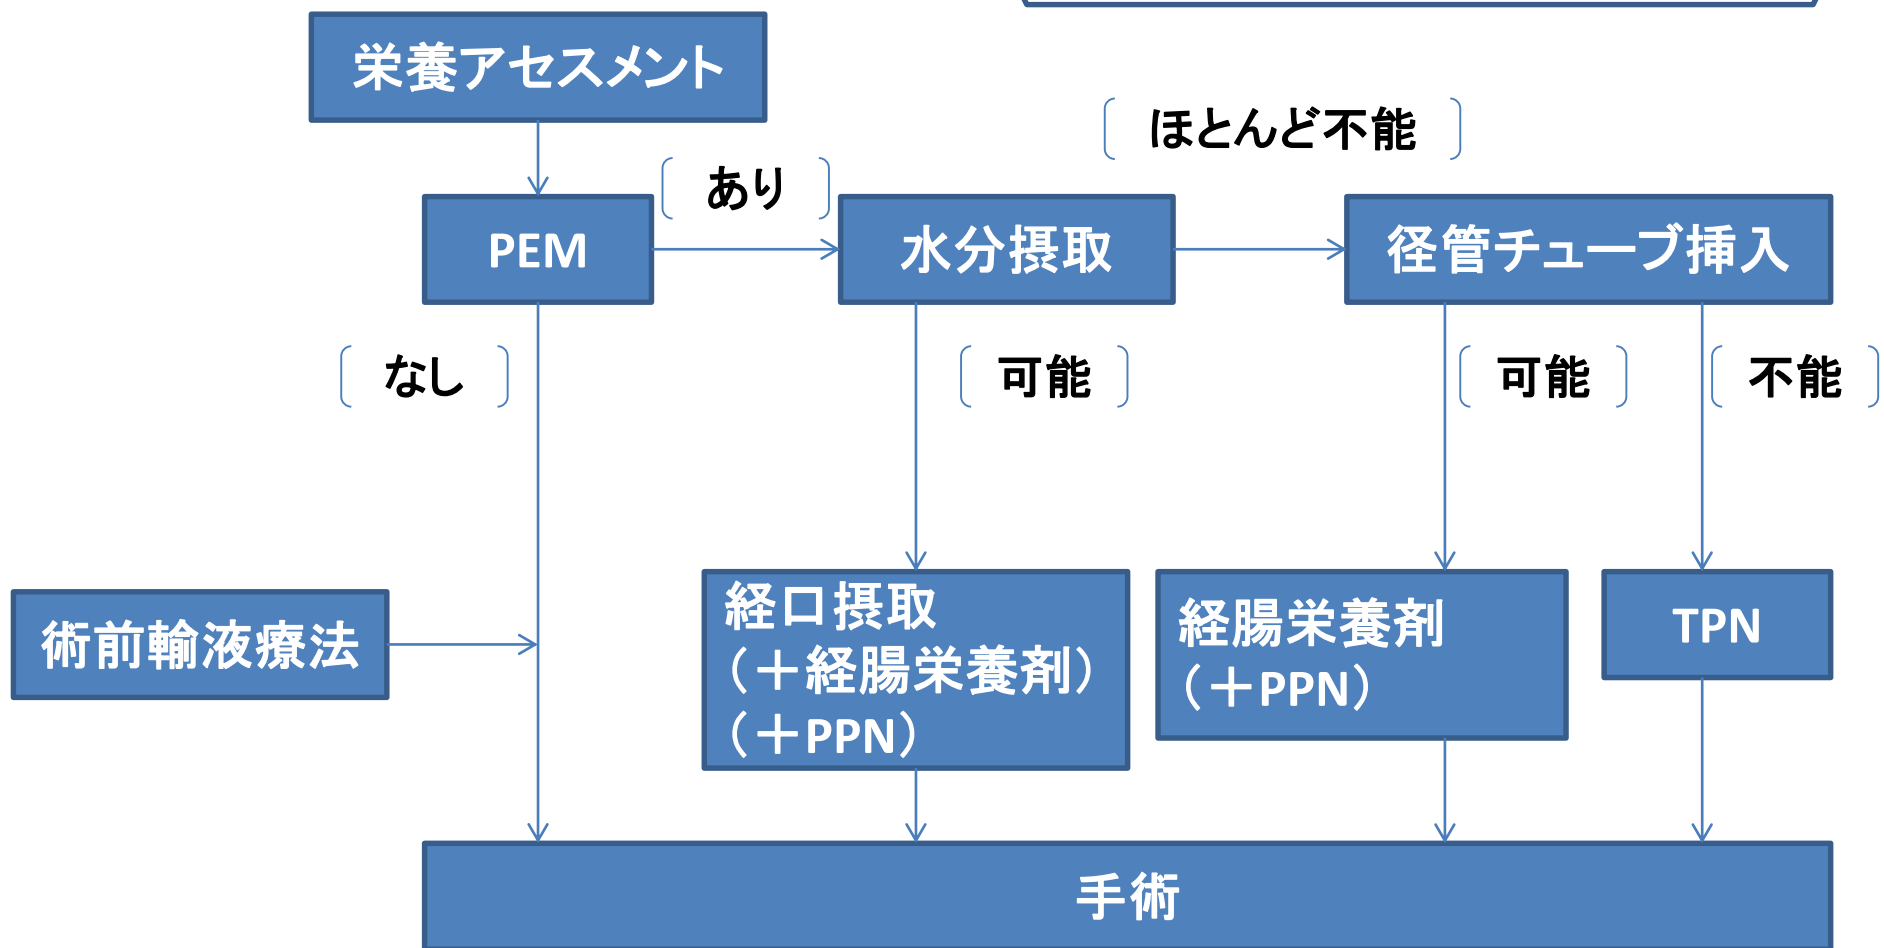 栄養アセスメント
ほとんど不能
あり
PEM
水分摂取
径管チューブ挿入
なし
可能
可能
不能
術前輸液療法
経口摂取
（＋経腸栄養剤）
（＋PPN）
経腸栄養剤
（＋PPN）
TPN
手術